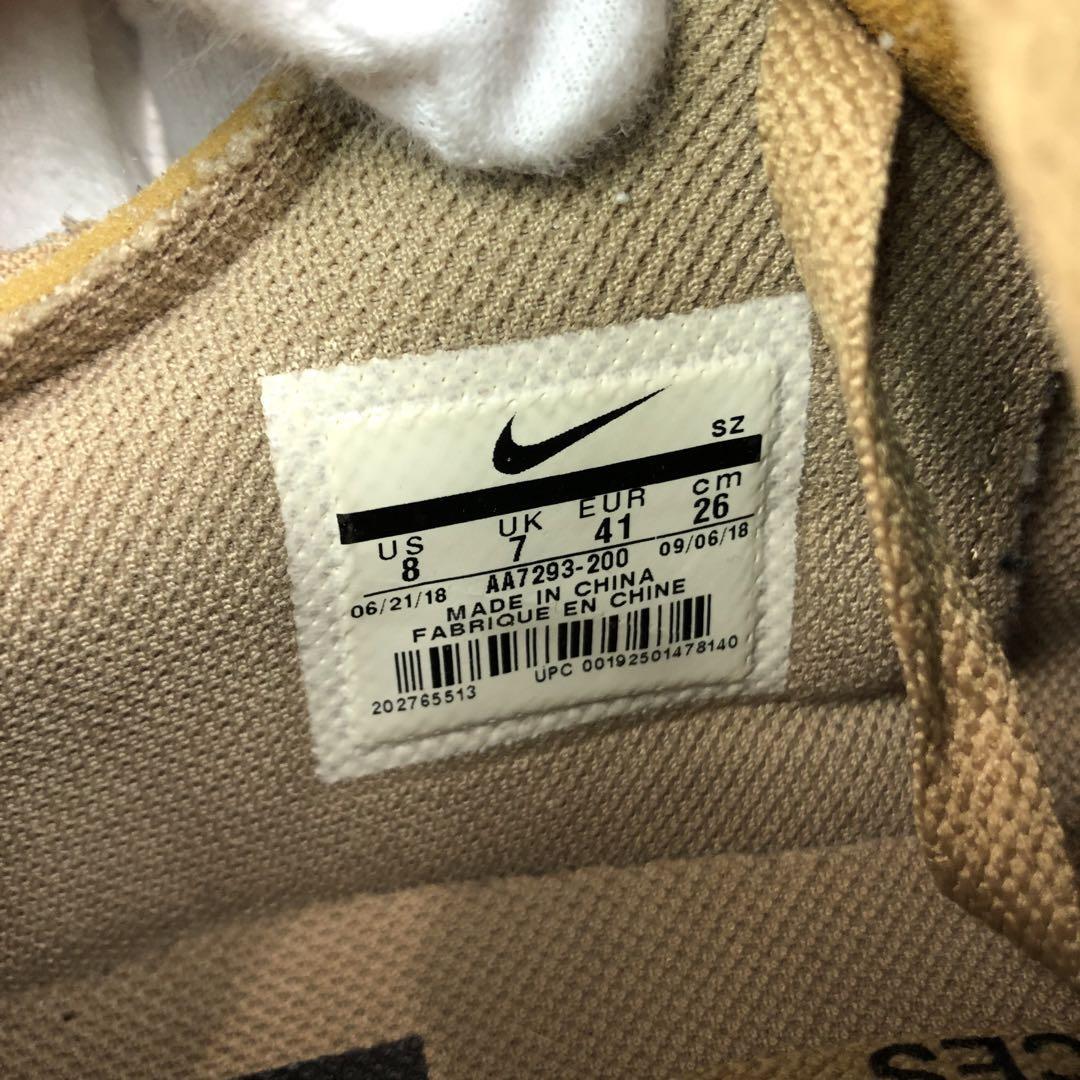 SZ
US UK EUR cm
8 7 41 26
06/21/18 AA7293-200 09/06/18
MADE IN CHINA
FABRIQUE EN CHINE
202765513 UPC 00192501478140
CES